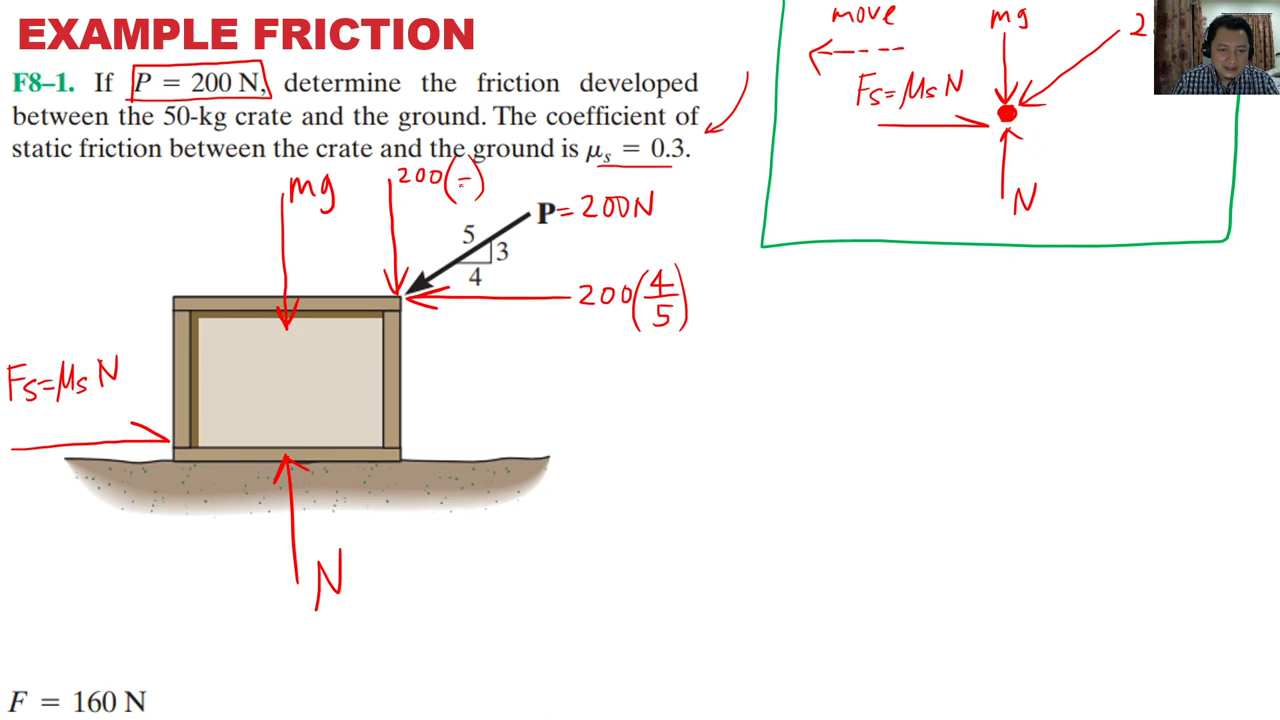 EXAMPLE FRICTION
F8–1. If P = 200 N, determine the friction developed
between the 50-kg crate and the ground. The coefficient of
static friction between the crate and the ground is μs = 0.3.
move
mg
2
Fs=μs N
N
mg
200(–)
P=200N
5
3
4
200(4/5)
Fs=μs N
N
F = 160 N